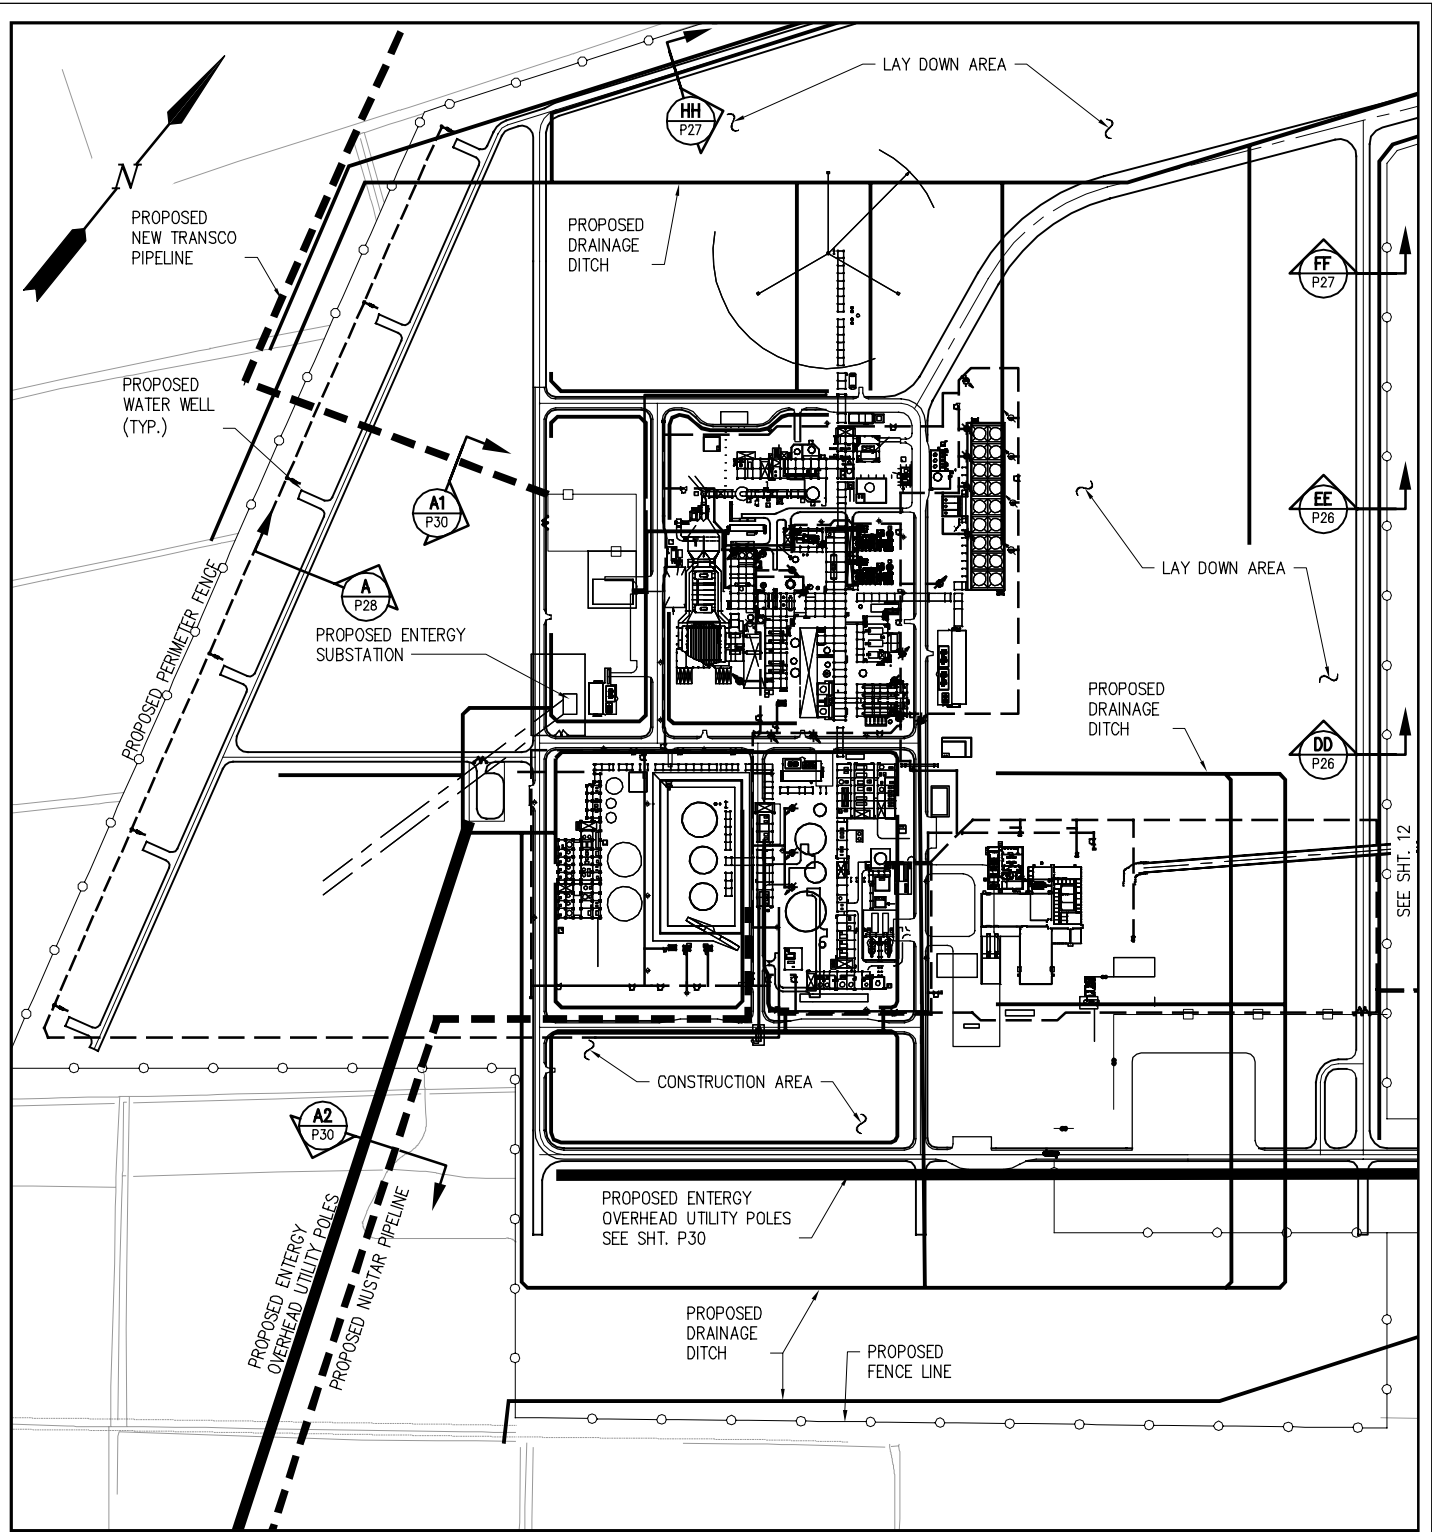 LAY DOWN AREA
HH
P27
N
PROPOSED
NEW TRANSCO
PIPELINE
PROPOSED
DRAINAGE
DITCH
FF
P27
PROPOSED
WATER WELL
(TYP.)
A1
P30
EE
P26
LAY DOWN AREA
A
P28
PROPOSED PERIMETER FENCE
PROPOSED ENTERGY
SUBSTATION
PROPOSED
DRAINAGE
DITCH
DD
P26
SEE SHT. 12
CONSTRUCTION AREA
A2
P30
PROPOSED ENTERGY
OVERHEAD UTILITY POLES
SEE SHT. P30
PROPOSED ENTERGY
OVERHEAD UTILITY POLES
PROPOSED NUSTAR PIPELINE
PROPOSED
DRAINAGE
DITCH
PROPOSED
FENCE LINE